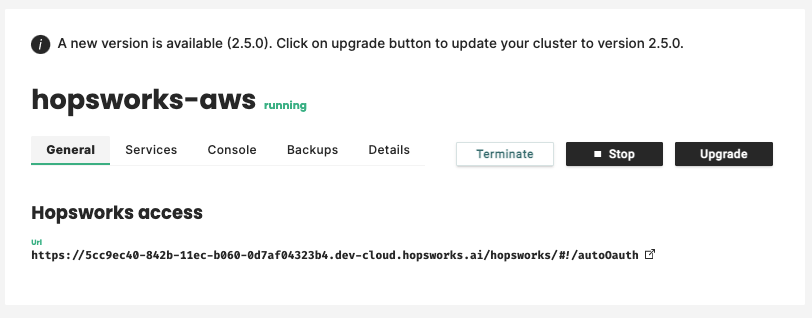 i A new version is available (2.5.0). Click on upgrade button to update your cluster to version 2.5.0.
hopsworks-aws running
General Services Console Backups Details Terminate Stop Upgrade
Hopsworks access
Url
https://5cc9ec40-842b-11ec-b060-0d7af04323b4.dev-cloud.hopsworks.ai/hopsworks/#!/autoOauth